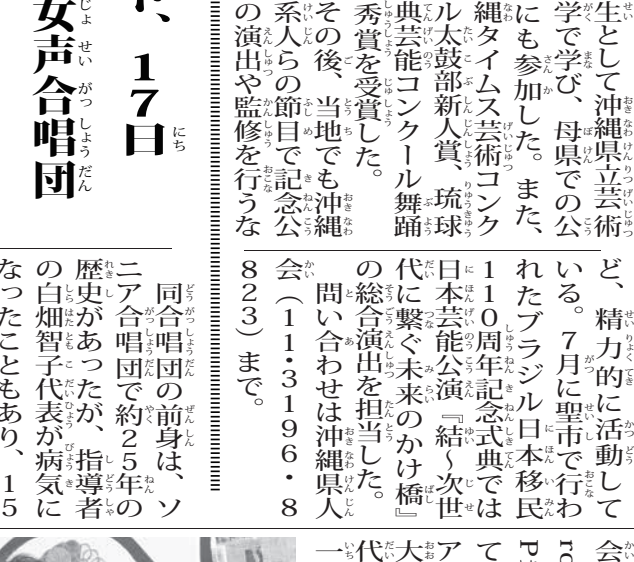 生として沖縄県立芸術
学で学び、母県での公
にも参加した。また、
縄タイムス芸術コンク
ル太鼓部新人賞、琉球
典芸能コンクール舞踊
秀賞を受賞した。
その後、当地でも沖縄
系人らの節目で記念公
の演出や監修を行うな
ど、精力的に活動して
いる。7月に聖市で行わ
れたブラジル日本移民
110周年記念式典では
日本芸能公演『結~次世
代に繋ぐ未来のかけ橋』
の総合演出を担当した。
問い合わせは沖縄県人
会(11・3196・8
823)まで。
、17日
女声合唱団
同合唱団の前身は、ソ
ニア合唱団で約25年の
歴史があったが、指導者
の白畑智子代表が病気に
なったこともあり、15
会
て
ア
大
代
一